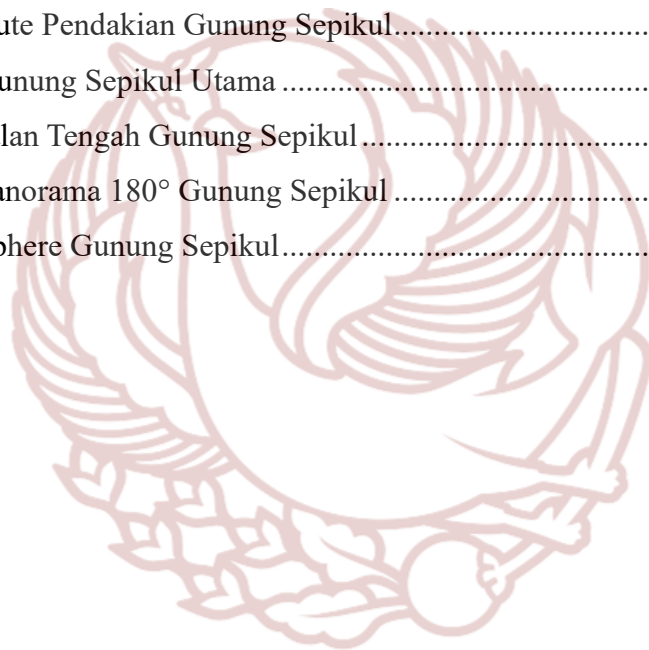 ute Pendakian Gunung Sepikul................................
unung Sepikul Utama .............................................
lan Tengah Gunung Sepikul ...................................
anorama 180° Gunung Sepikul ...............................
phere Gunung Sepikul.............................................